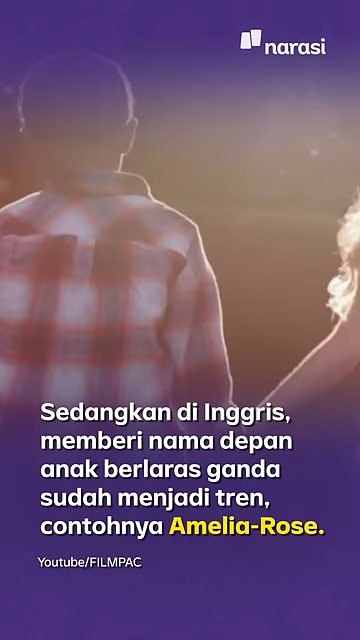 narasi
Sedangkan di Inggris,
memberi nama depan
anak berlaras ganda
sudah menjadi tren,
contohnya Amelia-Rose.
Youtube/FILMPAC